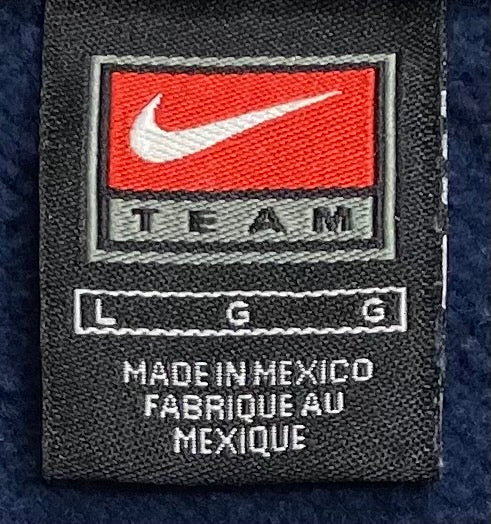 TEAM
L G G
MADE IN MEXICO
FABRIQUE AU
MEXIQUE